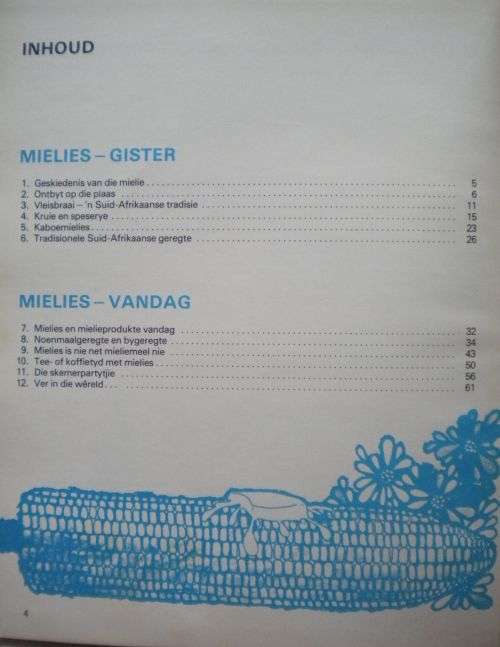 INHOUD
MIELIES – GISTER
1. Geskiedenis van die mielie 5
2. Ontbyt op die plaas 6
3. Vleisbraai – 'n Suid-Afrikaanse tradisie 11
4. Kruie en speserye 15
5. Kaboemielies 23
6. Tradisionele Suid-Afrikaanse geregte 26
MIELIES – VANDAG
7. Mielies en mielieprodukte vandag 32
8. Noenmaalgeregte en bygeregte 34
9. Mielies is nie net mieliemeel nie 43
10. Tee- of koffietyd met mielies 50
11. Die skemerpartytjie 56
12. Ver in die wêreld 61
4